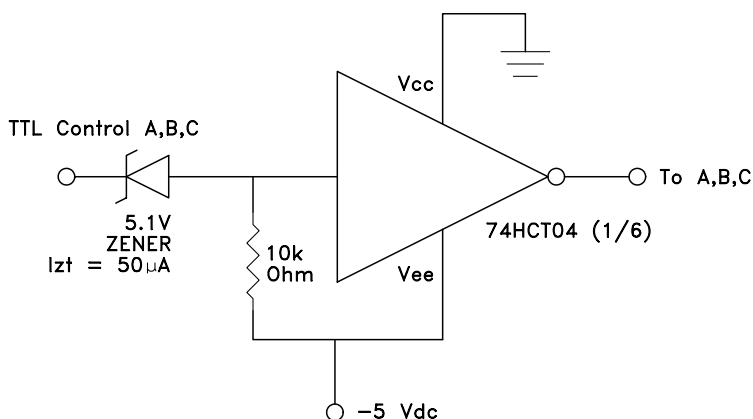 Vcc
TTL Control A,B,C
To A,B,C
5.1V
ZENER
Izt = 50µA
10k
Ohm
74HCT04 (1/6)
Vee
-5 Vdc